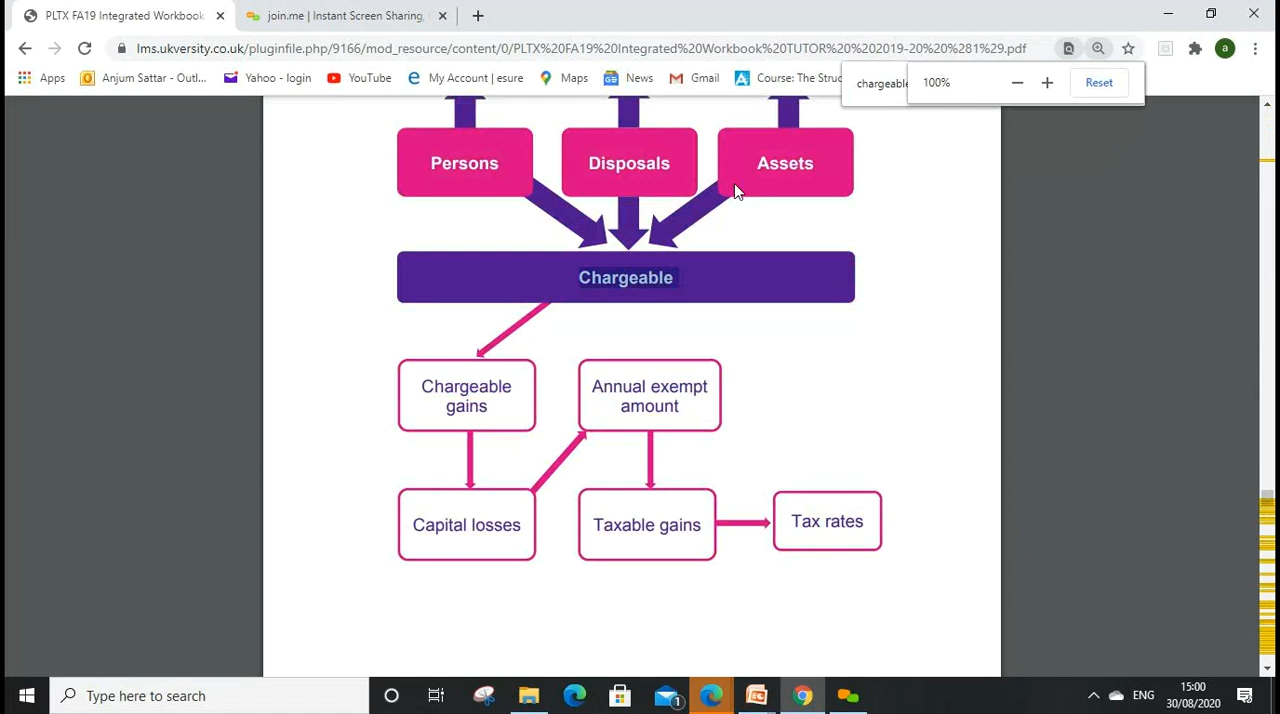 PLTX FA19 Integrated Workbook
join.me | Instant Screen Sharing,
lms.ukversity.co.uk/pluginfile.php/9166/mod_resource/content/0/PLTX%20FA19%20Integrated%20Workbook%20TUTOR%20%202019-20%20%281%29.pdf
a
Apps
Anjum Sattar - Outl...
Yahoo - login
YouTube
My Account | esure
Maps
News
Gmail
Course: The Struc
chargeable
100%
Reset
Persons
Disposals
Assets
Chargeable
Chargeable
gains
Annual exempt
amount
Capital losses
Taxable gains
Tax rates
Type here to search
1
ENG
15:00
30/08/2020